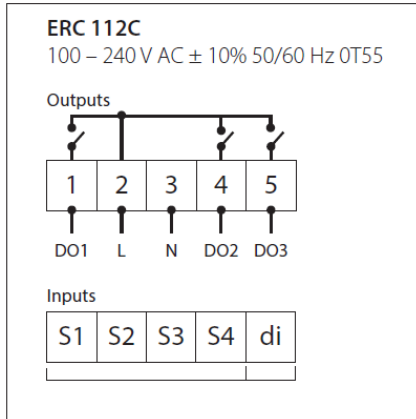 ERC 112C
100 – 240 V AC ± 10% 50/60 Hz 0T55
Outputs
1 2 3 4 5
DO1 L N DO2 DO3
Inputs
S1 S2 S3 S4 di